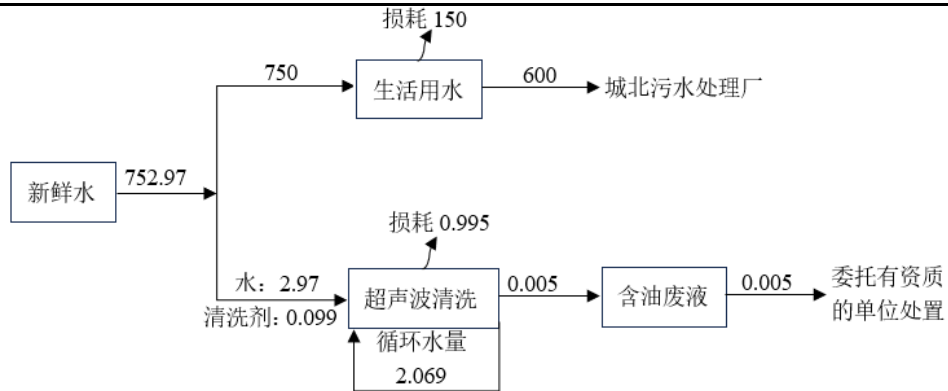 损耗 150
750
生活用水
600
城北污水处理厂
新鲜水
752.97
损耗 0.995
水：2.97
清洗剂：0.099
超声波清洗
0.005
含油废液
0.005
委托有资质
的单位处置
循环水量
2.069